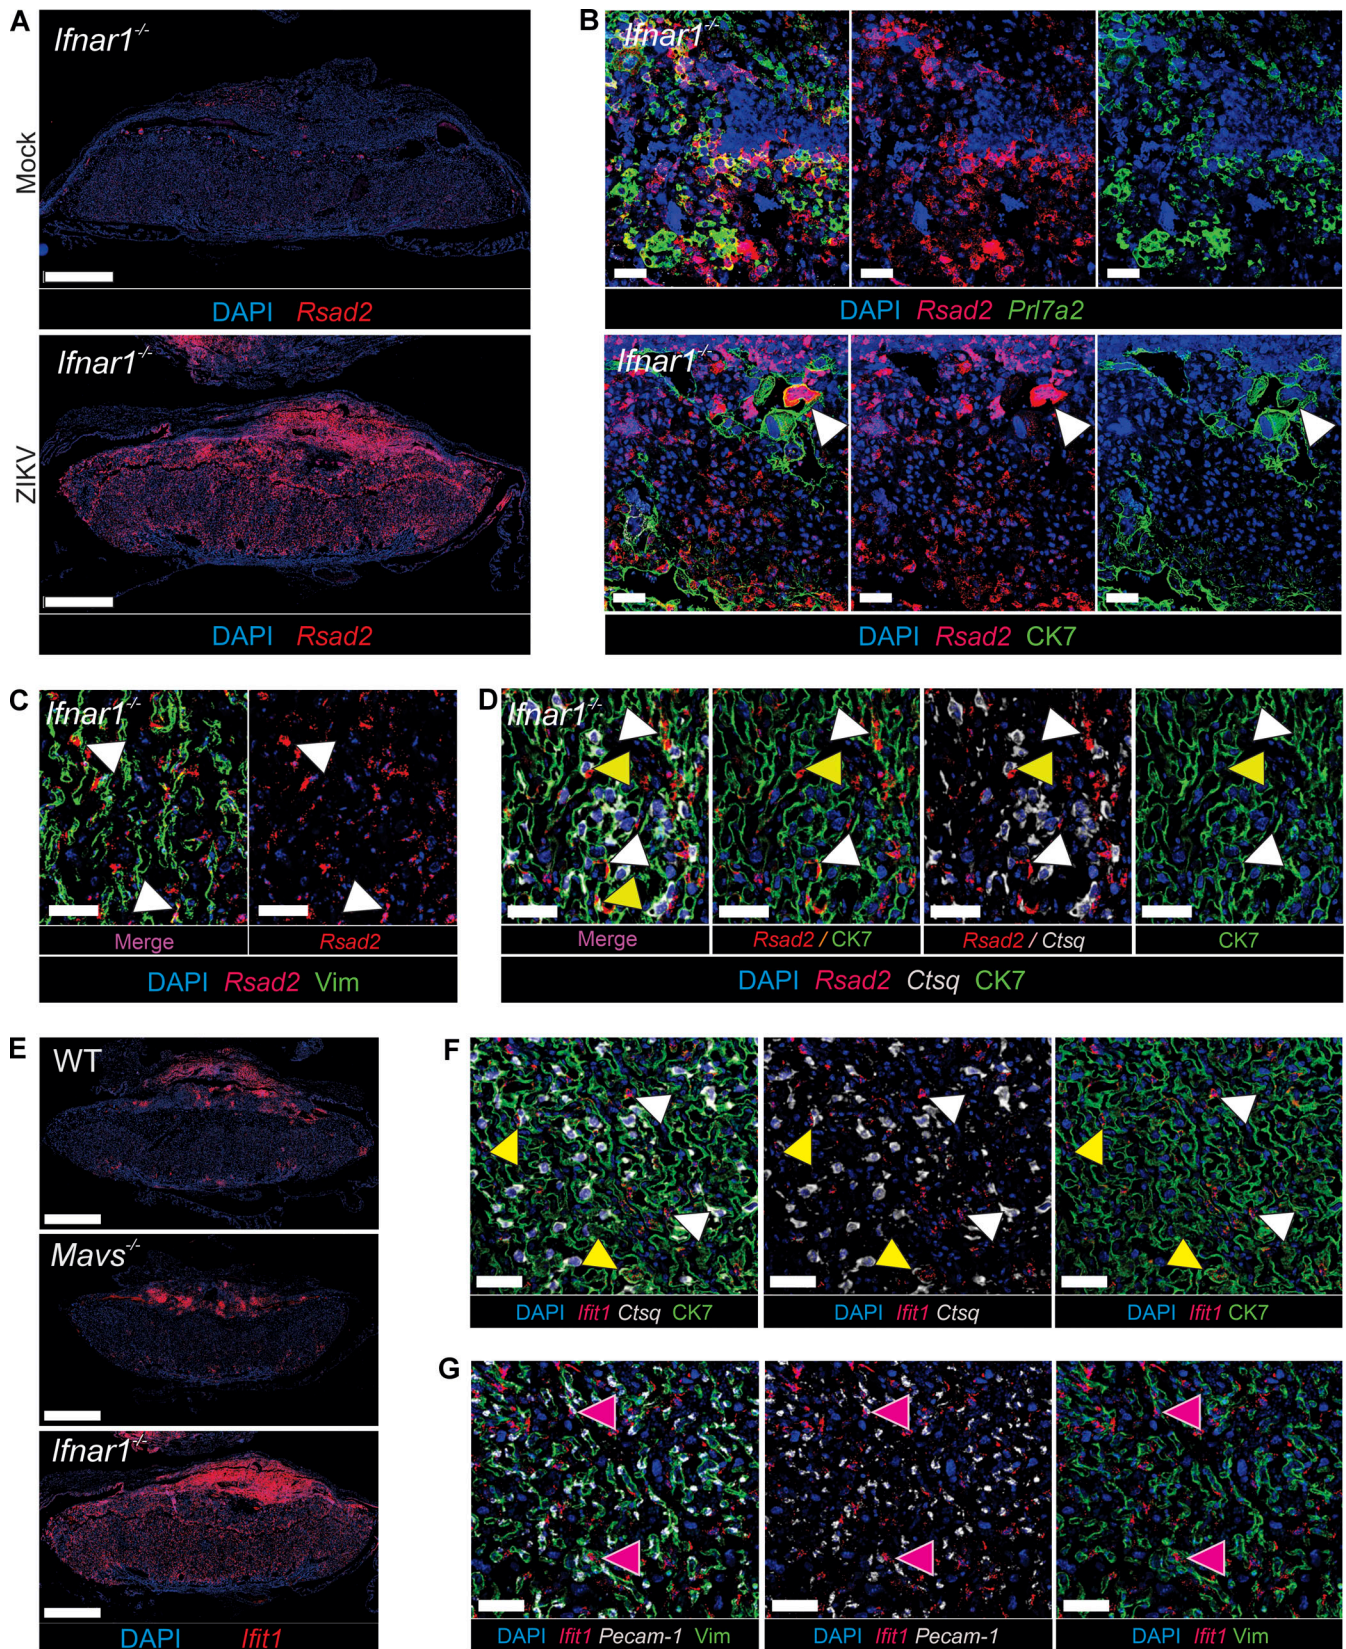 A
Ifnar1-/-
Mock
DAPI Rsad2
Ifnar1-/-
ZIKV
DAPI Rsad2
B
Ifnar1-/-
DAPI Rsad2 Prl7a2
Ifnar1-/-
DAPI Rsad2 CK7
C
Ifnar1-/-
Merge
Rsad2
DAPI Rsad2 Vim
D
Ifnar1-/-
Merge
Rsad2 / CK7
Rsad2 / Ctsq
CK7
DAPI Rsad2 Ctsq CK7
E
WT
Mavs-/-
Ifnar1-/-
DAPI Ifit1
F
DAPI Ifit1 Ctsq CK7
DAPI Ifit1 Ctsq
DAPI Ifit1 CK7
G
DAPI Ifit1 Pecam-1 Vim
DAPI Ifit1 Pecam-1
DAPI Ifit1 Vim